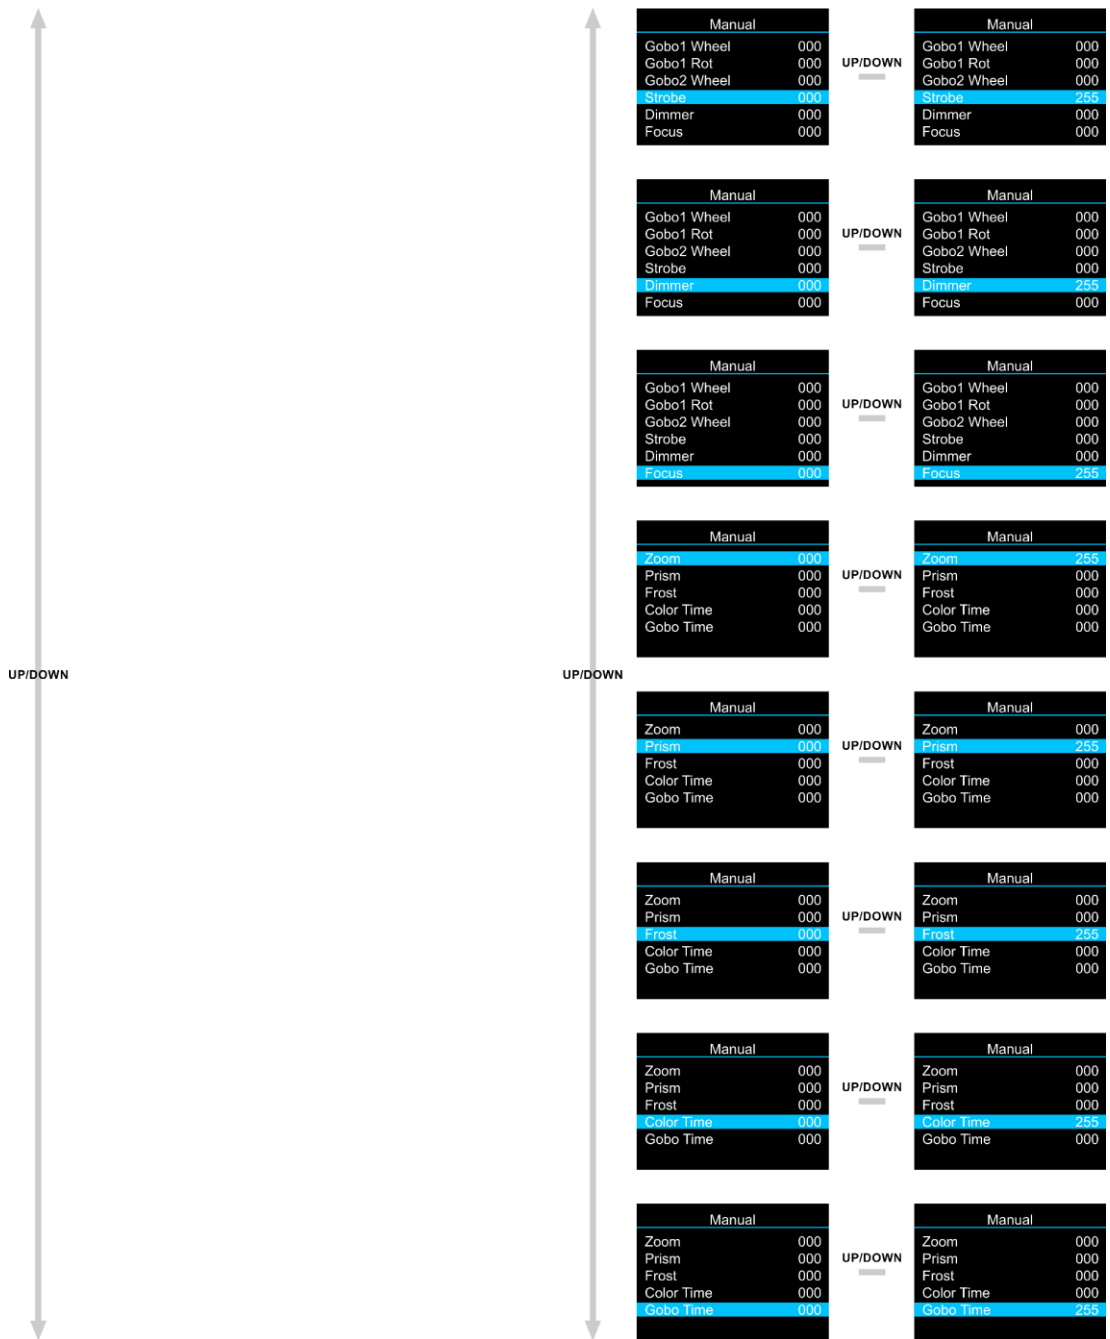 Manual
Gobo1 Wheel 000
Gobo1 Rot 000
Gobo2 Wheel 000
Strobe 000
Dimmer 000
Focus 000
UP/DOWN
Manual
Gobo1 Wheel 000
Gobo1 Rot 000
Gobo2 Wheel 000
Strobe 255
Dimmer 000
Focus 000
Manual
Gobo1 Wheel 000
Gobo1 Rot 000
Gobo2 Wheel 000
Strobe 000
Dimmer 000
Focus 000
UP/DOWN
Manual
Gobo1 Wheel 000
Gobo1 Rot 000
Gobo2 Wheel 000
Strobe 000
Dimmer 255
Focus 000
Manual
Gobo1 Wheel 000
Gobo1 Rot 000
Gobo2 Wheel 000
Strobe 000
Dimmer 000
Focus 000
UP/DOWN
Manual
Gobo1 Wheel 000
Gobo1 Rot 000
Gobo2 Wheel 000
Strobe 000
Dimmer 000
Focus 255
Manual
Zoom 000
Prism 000
Frost 000
Color Time 000
Gobo Time 000
UP/DOWN
Manual
Zoom 255
Prism 000
Frost 000
Color Time 000
Gobo Time 000
UP/DOWN
UP/DOWN
Manual
Zoom 000
Prism 000
Frost 000
Color Time 000
Gobo Time 000
UP/DOWN
Manual
Zoom 000
Prism 255
Frost 000
Color Time 000
Gobo Time 000
Manual
Zoom 000
Prism 000
Frost 000
Color Time 000
Gobo Time 000
UP/DOWN
Manual
Zoom 000
Prism 000
Frost 255
Color Time 000
Gobo Time 000
Manual
Zoom 000
Prism 000
Frost 000
Color Time 000
Gobo Time 000
UP/DOWN
Manual
Zoom 000
Prism 000
Frost 000
Color Time 255
Gobo Time 000
Manual
Zoom 000
Prism 000
Frost 000
Color Time 000
Gobo Time 000
UP/DOWN
Manual
Zoom 000
Prism 000
Frost 000
Color Time 000
Gobo Time 255